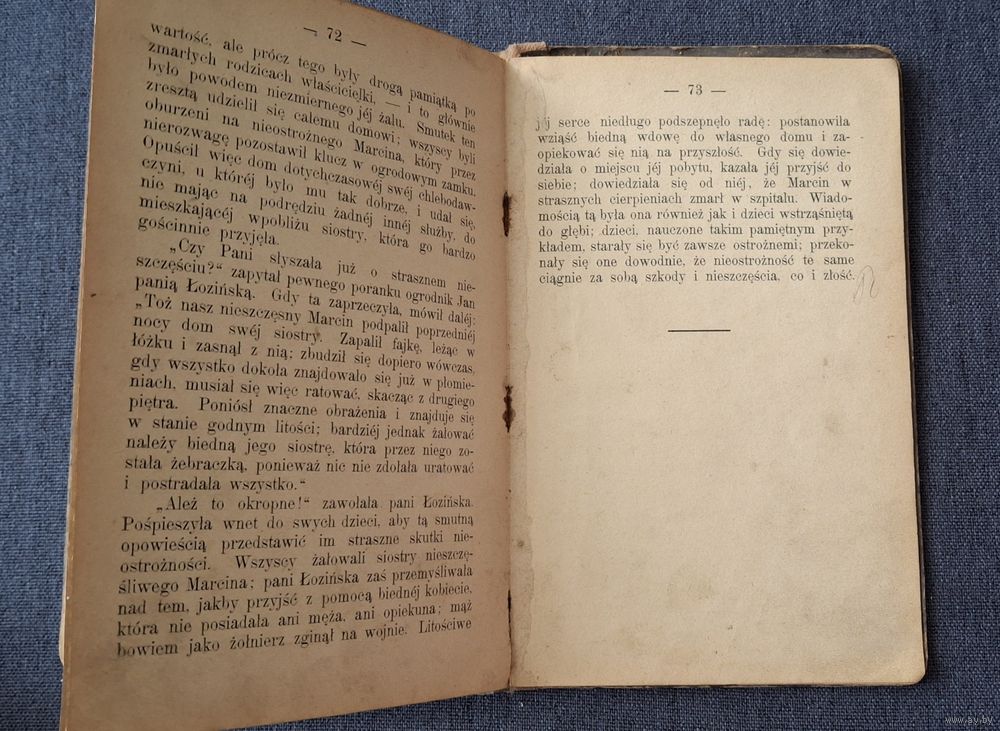 — 72 —
wartość, ale prócz tego były drogą pamiątką po
zmarłych rodzicach właścicielki, — i to głównie
było powodem niezmiernego jéj żalu. Smutek ten
zresztą udzielił się całemu domowi; wszyscy byli
oburzeni na nieostrożnego Marcina, który przez
nierozwagę pozostawił klucz w ogrodowym zamku.
Opuścił więc dom dotychczasowéj swéj chlebodaw-
czyni, u któréj było mu tak dobrze, i udał się,
nie mając na podrędziu żadnéj innéj służby, do
mieszkającéj wpobliżu siostry, która go bardzo
gościnnie przyjęła.
„Czy Pani słyszała już o strasznem nie-
szczęściu?“ zapytał pewnego poranku ogrodnik Jan
panią Łozińską. Gdy ta zaprzeczyła, mówił daléj:
„Toż nasz nieszczęsny Marcin podpalił poprzedniéj
nocy dom swéj siostry. Zapalił fajkę, leżąc w
łóżku i zasnął z nią; zbudził się dopiero wówczas,
gdy wszystko dokoła znajdowało się już w płomie-
niach, musiał się więc ratować, skacząc z drugiego
piętra. Poniósł znaczne obrażenia i znajduje się
w stanie godnym litości; bardziéj jednak żałować
należy biedną jego siostrę, która przez niego zo-
stała żebraczką, ponieważ nic nie zdołała uratować
i postradała wszystko.“
„Ależ to okropne!“ zawołała pani Łozińska.
Pośpieszyła wnet do swych dzieci, aby tą smutną
opowieścią przedstawić im straszne skutki nie-
ostrożności. Wszyscy żałowali siostry nieszczę-
śliwego Marcina; pani Łozińska zaś przemyśliwała
nad tem, jakby przyjść z pomocą biednéj kobiecie,
która nie posiadała ani męża, ani opiekuna; mąż
bowiem jako żołnierz zginął na wojnie. Litościwe
— 73 —
jéj serce niedługo podszepnęło radę: postanowiła
wziąść biedną wdowę do własnego domu i za-
opiekować się nią na przyszłość. Gdy się dowie-
działa o miejscu jéj pobytu, kazała jéj przyjść do
siebie; dowiedziała się od niéj, że Marcin w
strasznych cierpieniach zmarł w szpitalu. Wiado-
mością tą była ona również jak i dzieci wstrząśniętą
do głębi; dzieci, nauczone takim pamiętnym przy-
kładem, starały się być zawsze ostrożnemi; przeko-
nały się one dowodnie, że nieostrożność te same
ciągnie za sobą szkody i nieszczęścia, co i złość.
www.ay.by